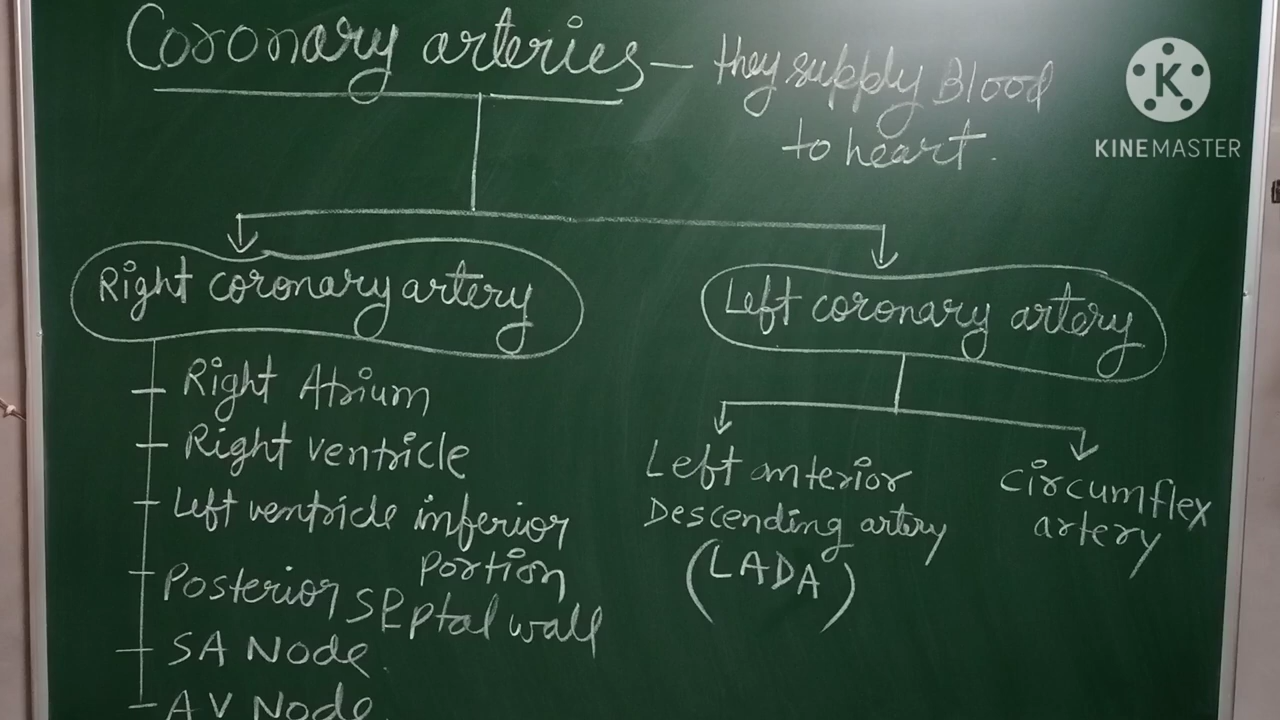 Coronary arteries — they supply Blood
to heart.
K
KINEMASTER
Right coronary artery
Left coronary artery
Right Atrium
Right ventricle
Left ventricle inferior
portion
Posterior SEptal wall
SA Node.
AV Node
Left anterior
Descending artery
(LADA)
circumflex
artery